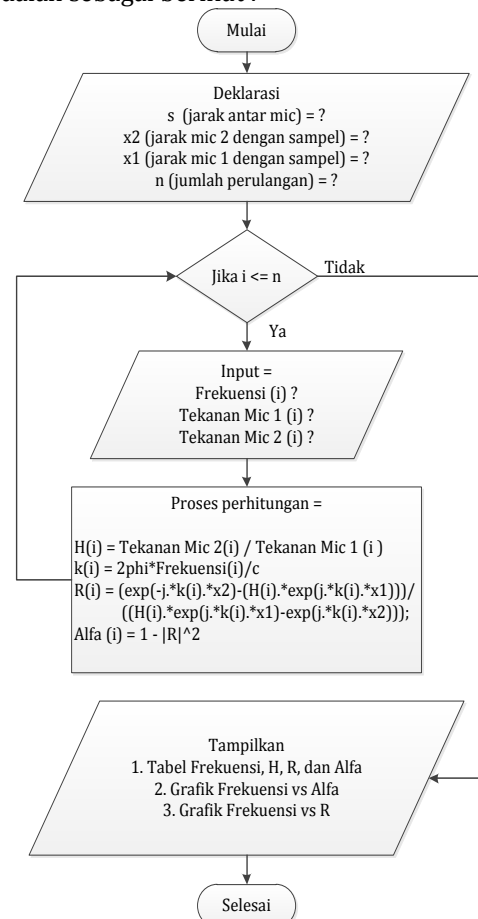 adalah sebagai berikut :
Mulai
Deklarasi
s (jarak antar mic) = ?
x2 (jarak mic 2 dengan sampel) = ?
x1 (jarak mic 1 dengan sampel) = ?
n (jumlah perulangan) = ?
Jika i <= n
Tidak
Ya
Input =
Frekuensi (i) ?
Tekanan Mic 1 (i) ?
Tekanan Mic 2 (i) ?
Proses perhitungan =
H(i) = Tekanan Mic 2(i) / Tekanan Mic 1 (i )
k(i) = 2phi*Frekuensi(i)/c
R(i) = (exp(-j.*k(i).*x2)-(H(i).*exp(j.*k(i).*x1)))/
((H(i).*exp(j.*k(i).*x1)-exp(j.*k(i).*x2)));
Alfa (i) = 1 - |R|^2
Tampilkan
1. Tabel Frekuensi, H, R, dan Alfa
2. Grafik Frekuensi vs Alfa
3. Grafik Frekuensi vs R
Selesai